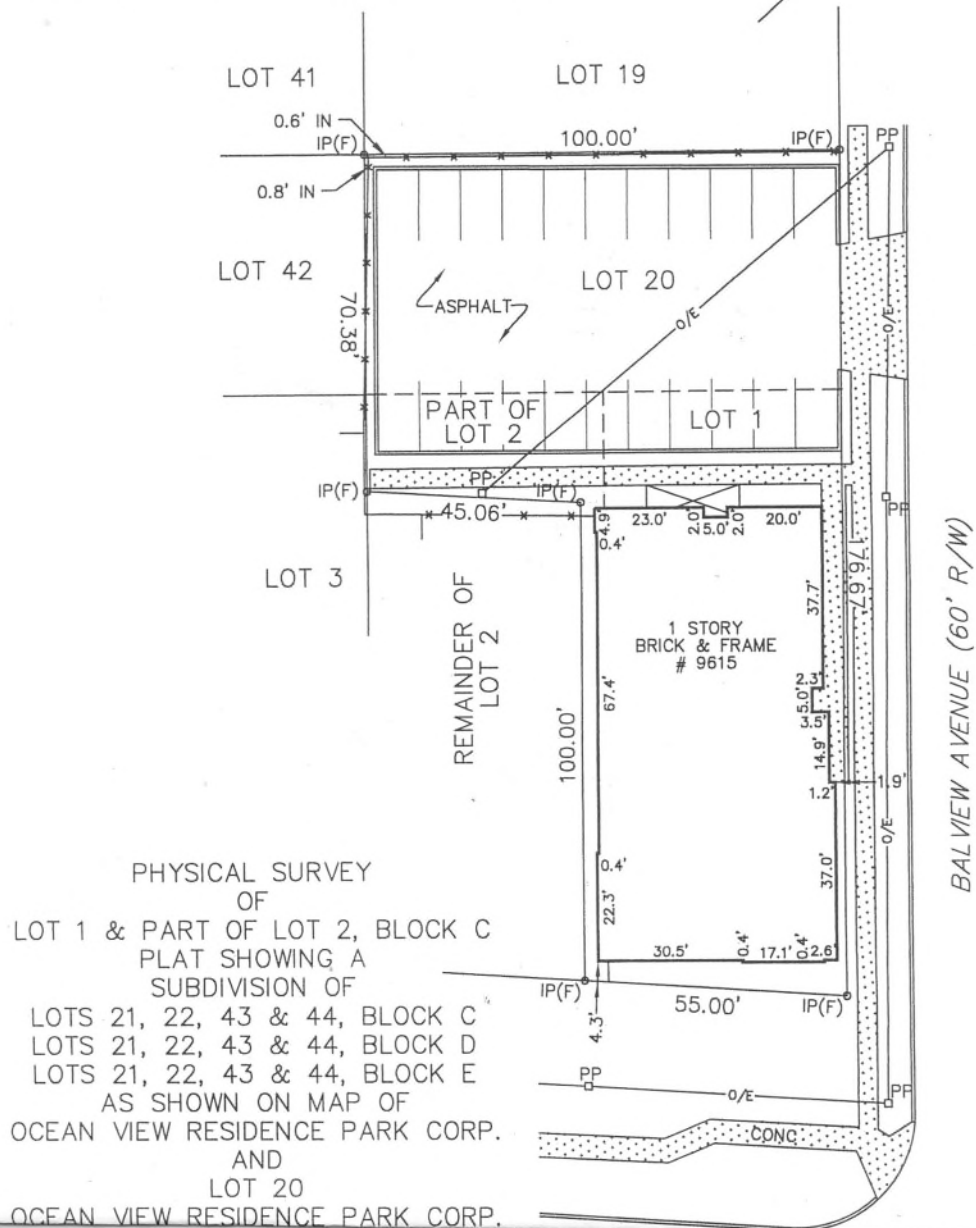 LOT 41
LOT 19
0.6' IN
IP(F)
100.00'
IP(F)
PP
0.8' IN
LOT 42
LOT 20
ASPHALT
O/E
O/E
70.38'
PART OF
LOT 2
LOT 1
IP(F)
PP
IP(F)
PP
45.06'
4.9'
0.4'
23.0'
2.0'
5.0'
2.0'
20.0'
176.67'
LOT 3
REMAINDER OF
LOT 2
1 STORY
BRICK & FRAME
# 9615
37.7'
67.4'
2.3'
5.0'
3.5'
14.9'
100.00'
1.2'
1.9'
O/E
BALVIEW AVENUE (60' R/W)
0.4'
22.3'
37.0'
30.5'
0.4'
17.1'
0.4'
2.6'
IP(F)
55.00'
IP(F)
4.3'
PP
O/E
PP
CONC
PHYSICAL SURVEY
OF
LOT 1 & PART OF LOT 2, BLOCK C
PLAT SHOWING A
SUBDIVISION OF
LOTS 21, 22, 43 & 44, BLOCK C
LOTS 21, 22, 43 & 44, BLOCK D
LOTS 21, 22, 43 & 44, BLOCK E
AS SHOWN ON MAP OF
OCEAN VIEW RESIDENCE PARK CORP.
AND
LOT 20
OCEAN VIEW RESIDENCE PARK CORP.